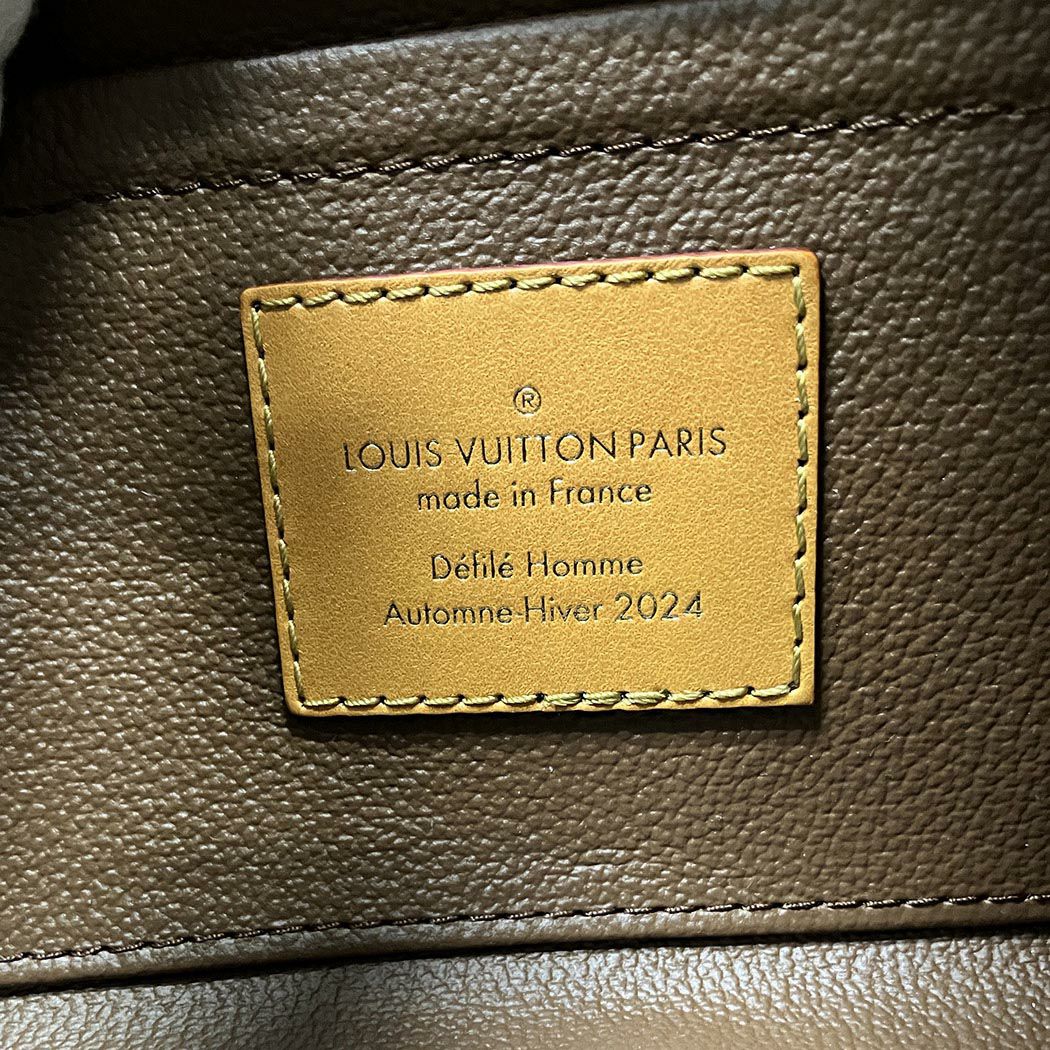 ®
LOUIS VUITTON PARIS
made in France
Défilé Homme
Automne-Hiver 2024